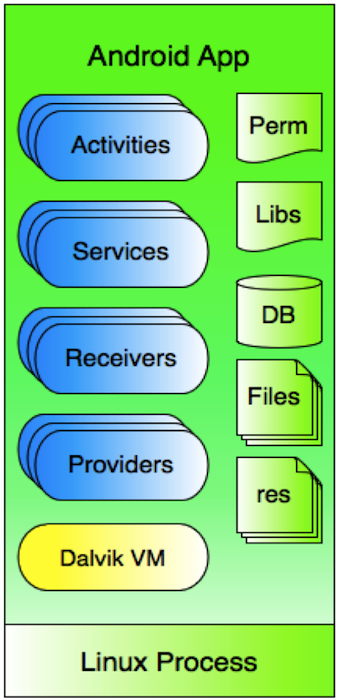 Android App
Activities
Services
Receivers
Providers
Dalvik VM
Perm
Libs
DB
Files
res
Linux Process